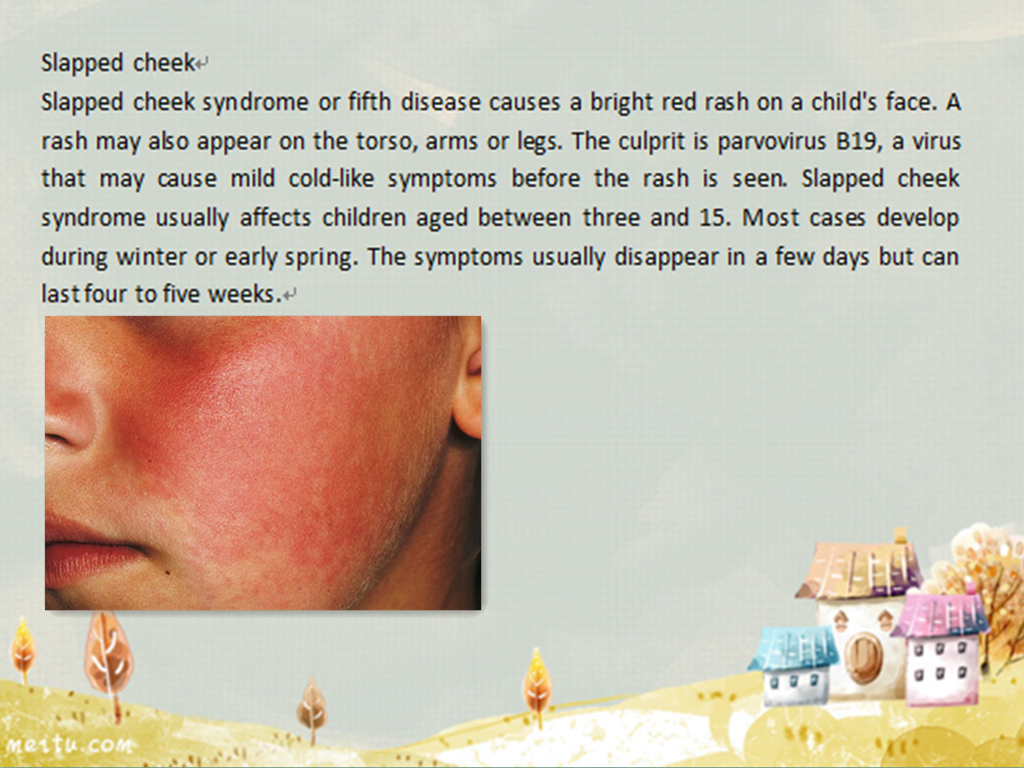 Slapped cheek
Slapped cheek syndrome or fifth disease causes a bright red rash on a child's face. A
rash may also appear on the torso, arms or legs. The culprit is parvovirus B19, a virus
that may cause mild cold-like symptoms before the rash is seen. Slapped cheek
syndrome usually affects children aged between three and 15. Most cases develop
during winter or early spring. The symptoms usually disappear in a few days but can
last four to five weeks.
meitu.com